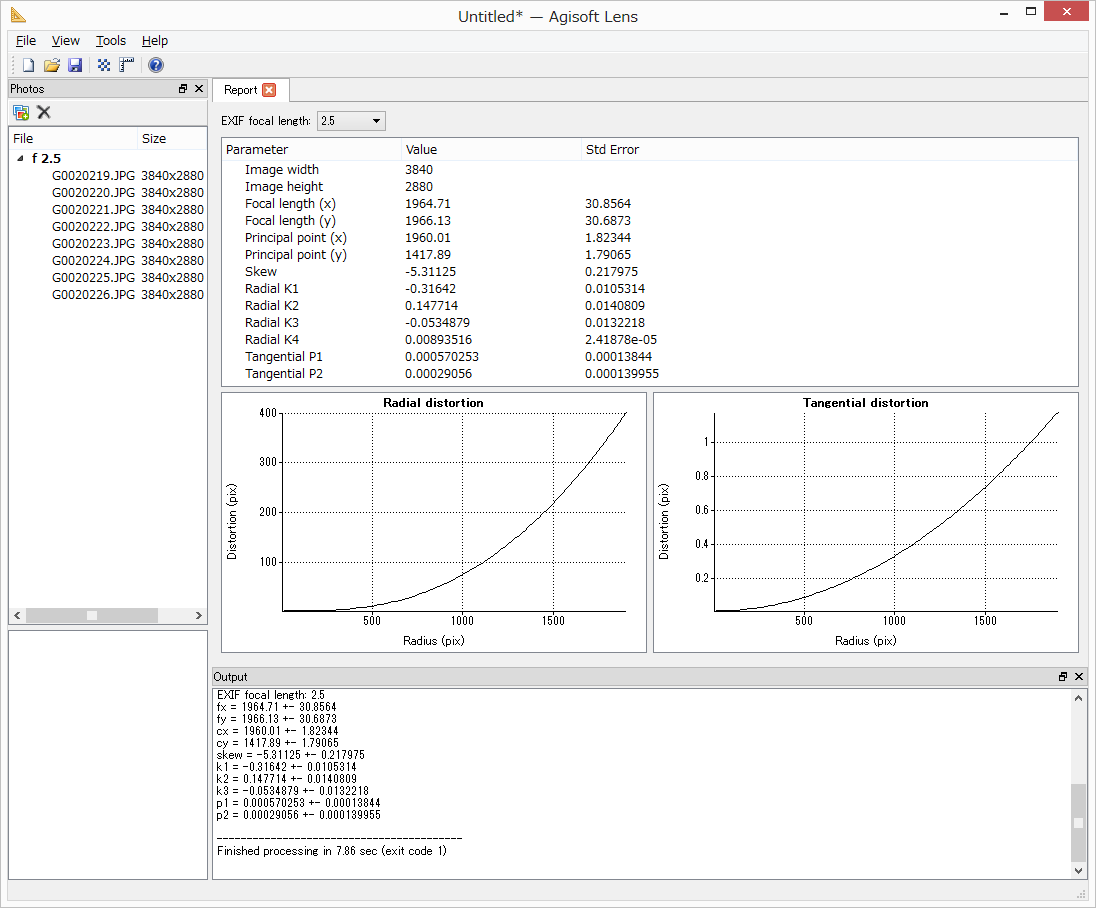 Untitled* — Agisoft Lens
File View Tools Help
Photos
File Size
f 2.5
G0020219.JPG 3840x2880
G0020220.JPG 3840x2880
G0020221.JPG 3840x2880
G0020222.JPG 3840x2880
G0020223.JPG 3840x2880
G0020224.JPG 3840x2880
G0020225.JPG 3840x2880
G0020226.JPG 3840x2880
Report
EXIF focal length: 2.5
Parameter Value Std Error
Image width 3840
Image height 2880
Focal length (x) 1964.71 30.8564
Focal length (y) 1966.13 30.6873
Principal point (x) 1960.01 1.82344
Principal point (y) 1417.89 1.79065
Skew -5.31125 0.217975
Radial K1 -0.31642 0.0105314
Radial K2 0.147714 0.0140809
Radial K3 -0.0534879 0.0132218
Radial K4 0.00893516 2.41878e-05
Tangential P1 0.000570253 0.00013844
Tangential P2 0.00029056 0.000139955
Radial distortion
400
300
200
100
Distortion (pix)
500 1000 1500
Radius (pix)
Tangential distortion
1
0.8
0.6
0.4
0.2
Distortion (pix)
500 1000 1500
Radius (pix)
Output
EXIF focal length: 2.5
fx = 1964.71 +- 30.8564
fy = 1966.13 +- 30.6873
cx = 1960.01 +- 1.82344
cy = 1417.89 +- 1.79065
skew = -5.31125 +- 0.217975
k1 = -0.31642 +- 0.0105314
k2 = 0.147714 +- 0.0140809
k3 = -0.0534879 +- 0.0132218
p1 = 0.000570253 +- 0.00013844
p2 = 0.00029056 +- 0.000139955
-----------------------------------------
Finished processing in 7.86 sec (exit code 1)